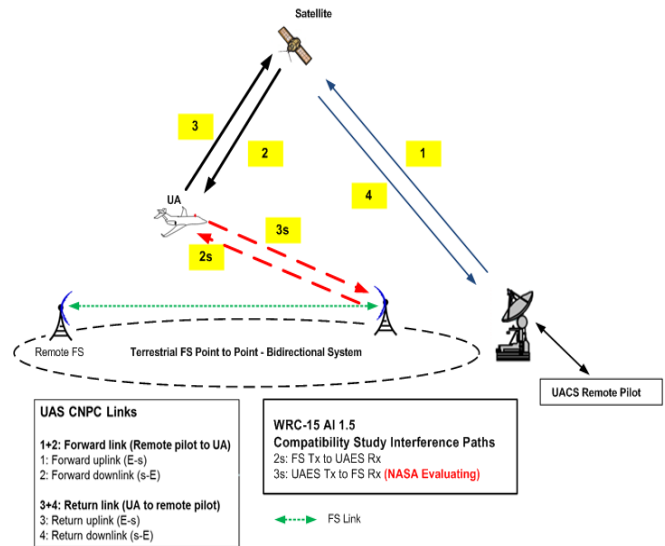 Satellite
3
2
1
4
UA
3s
2s
Remote FS
Terrestrial FS Point to Point - Bidirectional System
UACS Remote Pilot
UAS CNPC Links
1+2: Forward link (Remote pilot to UA)
1: Forward uplink (E-s)
2: Forward downlink (s-E)
3+4: Return link (UA to remote pilot)
3: Return uplink (E-s)
4: Return downlink (s-E)
WRC-15 AI 1.5
Compatibility Study Interference Paths
2s: FS Tx to UAES Rx
3s: UAES Tx to FS Rx (NASA Evaluating)
FS Link